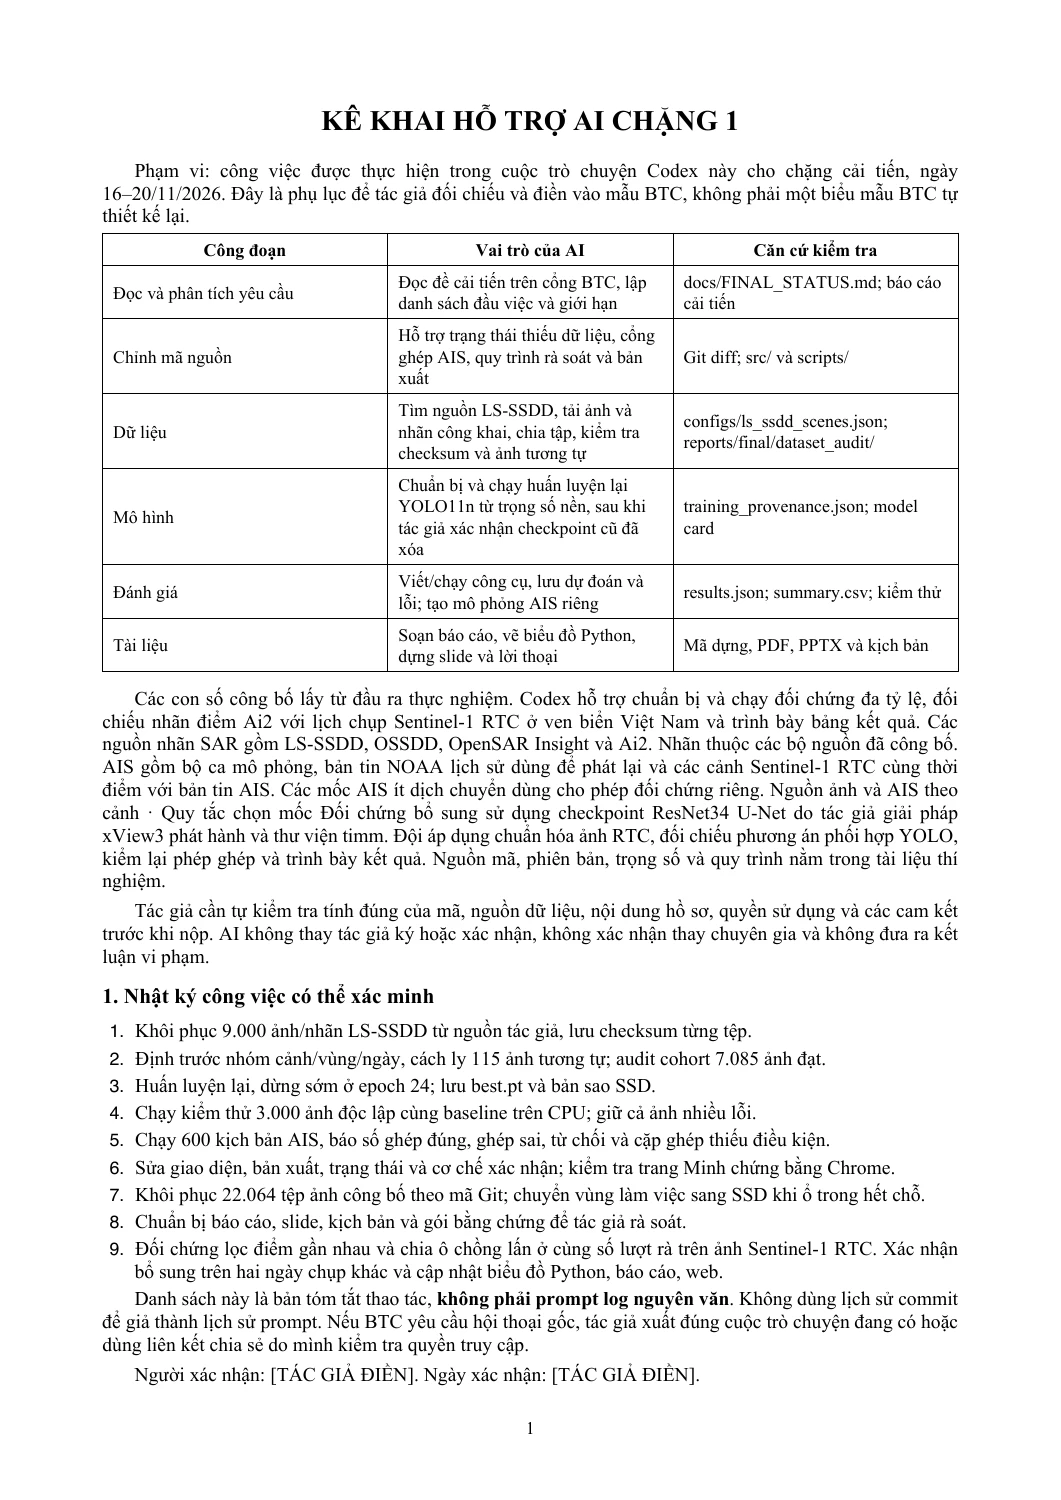 KÊ KHAI HỖ TRỢ AI CHẶNG 1
Phạm vi: công việc được thực hiện trong cuộc trò chuyện Codex này cho chặng cải tiến, ngày
16–20/11/2026. Đây là phụ lục để tác giả đối chiếu và điền vào mẫu BTC, không phải một biểu mẫu BTC tự
thiết kế lại.
Công đoạn
Vai trò của AI
Căn cứ kiểm tra
Đọc và phân tích yêu cầu
Đọc đề cải tiến trên cổng BTC, lập
danh sách đầu việc và giới hạn
docs/FINAL_STATUS.md; báo cáo
cải tiến
Chỉnh mã nguồn
Hỗ trợ trạng thái thiếu dữ liệu, cổng
ghép AIS, quy trình rà soát và bản
xuất
Git diff; src/ và scripts/
Dữ liệu
Tìm nguồn LS-SSDD, tải ảnh và
nhãn công khai, chia tập, kiểm tra
checksum và ảnh tương tự
configs/ls_ssdd_scenes.json;
reports/final/dataset_audit/
Mô hình
Chuẩn bị và chạy huấn luyện lại
YOLO11n từ trọng số nền, sau khi
tác giả xác nhận checkpoint cũ đã
xóa
training_provenance.json; model
card
Đánh giá
Viết/chạy công cụ, lưu dự đoán và
lỗi; tạo mô phỏng AIS riêng
results.json; summary.csv; kiểm thử
Tài liệu
Soạn báo cáo, vẽ biểu đồ Python,
dựng slide và lời thoại
Mã dựng, PDF, PPTX và kịch bản
Các con số công bố lấy từ đầu ra thực nghiệm. Codex hỗ trợ chuẩn bị và chạy đối chứng đa tỷ lệ, đối
chiếu nhãn điểm Ai2 với lịch chụp Sentinel-1 RTC ở ven biển Việt Nam và trình bày bảng kết quả. Các
nguồn nhãn SAR gồm LS-SSDD, OSSDD, OpenSAR Insight và Ai2. Nhãn thuộc các bộ nguồn đã công bố.
AIS gồm bộ ca mô phỏng, bản tin NOAA lịch sử dùng để phát lại và các cảnh Sentinel-1 RTC cùng thời
điểm với bản tin AIS. Các mốc AIS ít dịch chuyển dùng cho phép đối chứng riêng. Nguồn ảnh và AIS theo
cảnh · Quy tắc chọn mốc Đối chứng bổ sung sử dụng checkpoint ResNet34 U-Net do tác giả giải pháp
xView3 phát hành và thư viện timm. Đội áp dụng chuẩn hóa ảnh RTC, đối chiếu phương án phối hợp YOLO,
kiểm lại phép ghép và trình bày kết quả. Nguồn mã, phiên bản, trọng số và quy trình nằm trong tài liệu thí
nghiệm.
Tác giả cần tự kiểm tra tính đúng của mã, nguồn dữ liệu, nội dung hồ sơ, quyền sử dụng và các cam kết
trước khi nộp. AI không thay tác giả ký hoặc xác nhận, không xác nhận thay chuyên gia và không đưa ra kết
luận vi phạm.
1. Nhật ký công việc có thể xác minh
1. Khôi phục 9.000 ảnh/nhãn LS-SSDD từ nguồn tác giả, lưu checksum từng tệp.
2. Định trước nhóm cảnh/vùng/ngày, cách ly 115 ảnh tương tự; audit cohort 7.085 ảnh đạt.
3. Huấn luyện lại, dừng sớm ở epoch 24; lưu best.pt và bản sao SSD.
4. Chạy kiểm thử 3.000 ảnh độc lập cùng baseline trên CPU; giữ cả ảnh nhiều lỗi.
5. Chạy 600 kịch bản AIS, báo số ghép đúng, ghép sai, từ chối và cặp ghép thiếu điều kiện.
6. Sửa giao diện, bản xuất, trạng thái và cơ chế xác nhận; kiểm tra trang Minh chứng bằng Chrome.
7. Khôi phục 22.064 tệp ảnh công bố theo mã Git; chuyển vùng làm việc sang SSD khi ổ trong hết chỗ.
8. Chuẩn bị báo cáo, slide, kịch bản và gói bằng chứng để tác giả rà soát.
9. Đối chứng lọc điểm gần nhau và chia ô chồng lấn ở cùng số lượt rà trên ảnh Sentinel-1 RTC. Xác nhận
bổ sung trên hai ngày chụp khác và cập nhật biểu đồ Python, báo cáo, web.
Danh sách này là bản tóm tắt thao tác, không phải prompt log nguyên văn. Không dùng lịch sử commit
để giả thành lịch sử prompt. Nếu BTC yêu cầu hội thoại gốc, tác giả xuất đúng cuộc trò chuyện đang có hoặc
dùng liên kết chia sẻ do mình kiểm tra quyền truy cập.
Người xác nhận: [TÁC GIẢ ĐIỀN]. Ngày xác nhận: [TÁC GIẢ ĐIỀN].
1